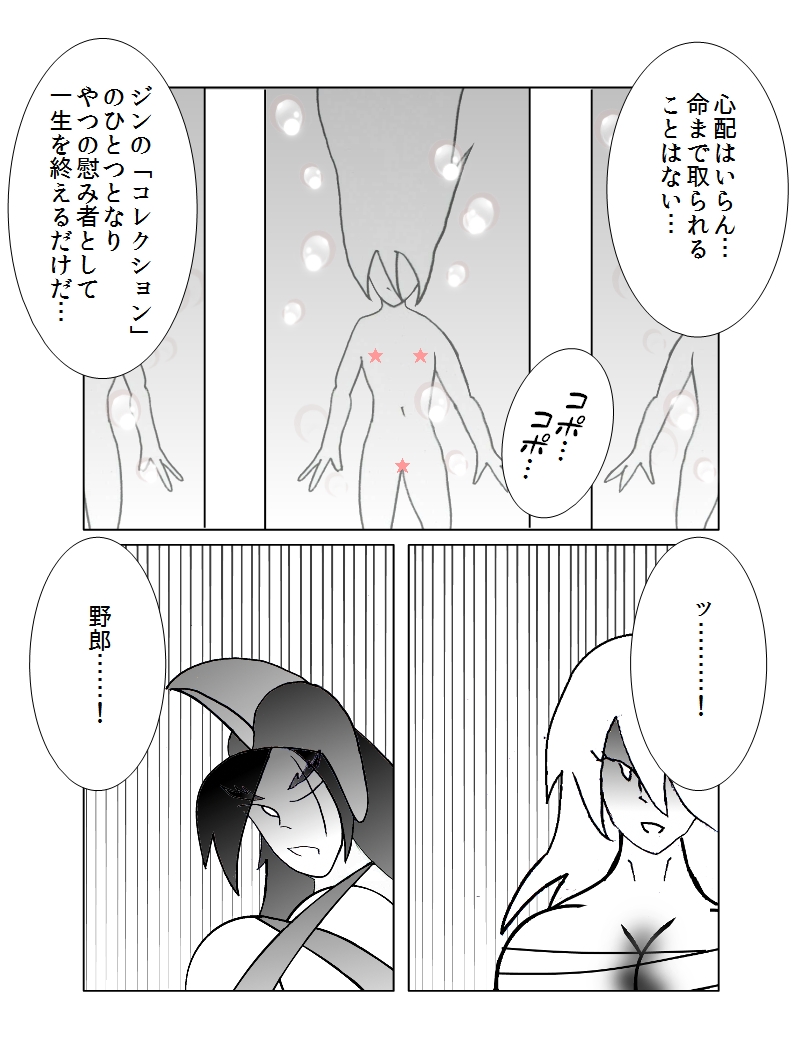 心配はいらん…
命まで取られる
ことはない…
ジンの「コレクション」
のひとつとなり
やつの慰み者として
一生を終えるだけだ…
コポ…
コポ…
ッ…………！
野郎……！